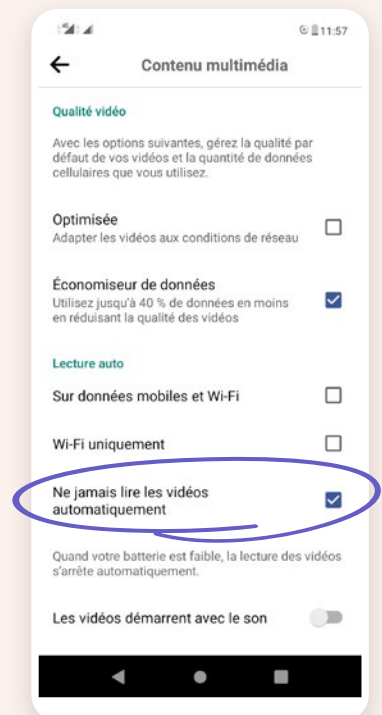 11:57
Contenu multimédia
Qualité vidéo
Avec les options suivantes, gérez la qualité par
défaut de vos vidéos et la quantité de données
cellulaires que vous utilisez.
Optimisée
Adapter les vidéos aux conditions de réseau
Économiseur de données
Utilisez jusqu'à 40 % de données en moins
en réduisant la qualité des vidéos
Lecture auto
Sur données mobiles et Wi-Fi
Wi-Fi uniquement
Ne jamais lire les vidéos
automatiquement
Quand votre batterie est faible, la lecture des vidéos
s'arrête automatiquement.
Les vidéos démarrent avec le son